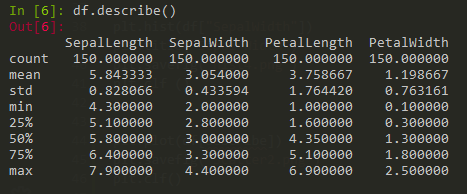 In [6]: df.describe()
Out[6]:
       SepalLength  SepalWidth  PetalLength  PetalWidth
count   150.000000  150.000000   150.000000  150.000000
mean      5.843333    3.054000     3.758667    1.198667
std       0.828066    0.433594     1.764420    0.763161
min       4.300000    2.000000     1.000000    0.100000
25%       5.100000    2.800000     1.600000    0.300000
50%       5.800000    3.000000     4.350000    1.300000
75%       6.400000    3.300000     5.100000    1.800000
max       7.900000    4.400000     6.900000    2.500000